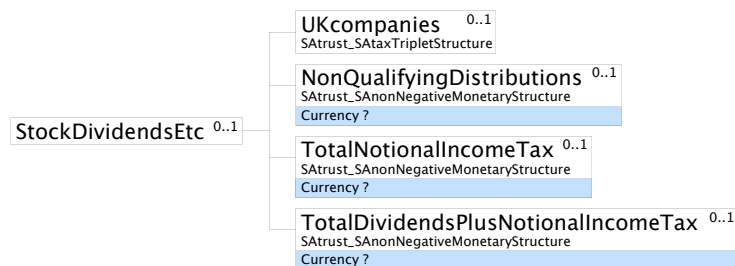 UKcompanies 0..1
SAtrust_SAtaxTripletStructure
NonQualifyingDistributions 0..1
SAtrust_SAnonNegativeMonetaryStructure
Currency ?
StockDividendsEtc 0..1
TotalNotionalIncomeTax 0..1
SAtrust_SAnonNegativeMonetaryStructure
Currency ?
TotalDividendsPlusNotionalIncomeTax 0..1
SAtrust_SAnonNegativeMonetaryStructure
Currency ?